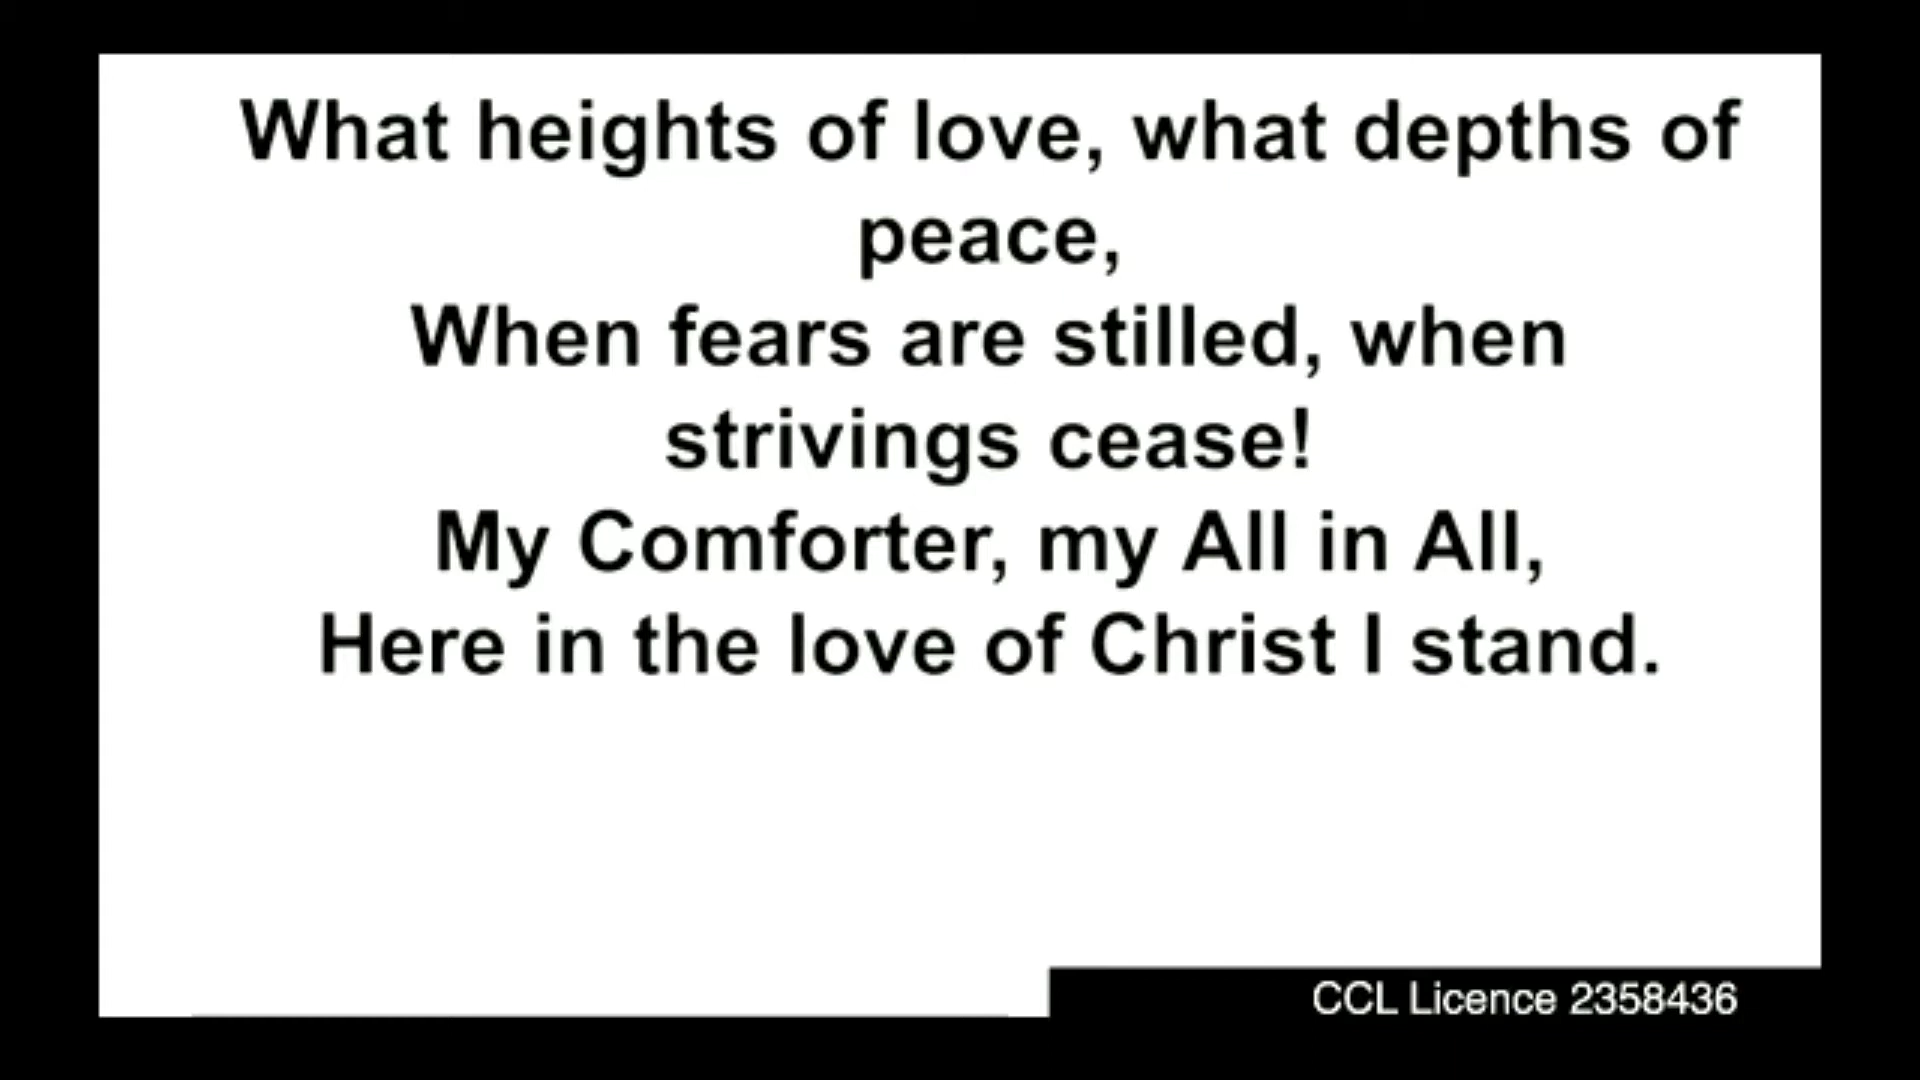 What heights of love, what depths of
peace,
When fears are stilled, when
strivings cease!
My Comforter, my All in All,
Here in the love of Christ I stand.
CCL Licence 2358436